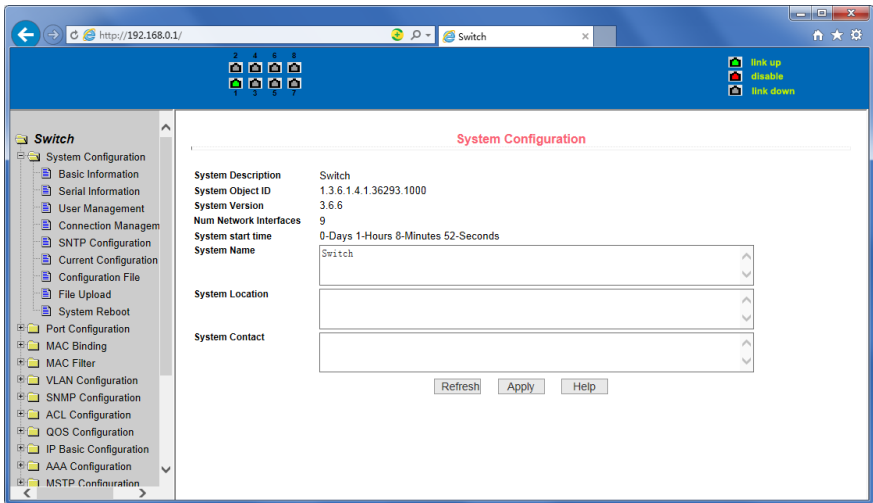 http://192.168.0.1/
Switch
2 4 6 8
1 3 5 7
link up
disable
link down
Switch
System Configuration
Basic Information
Serial Information
User Management
Connection Managem
SNTP Configuration
Current Configuration
Configuration File
File Upload
System Reboot
Port Configuration
MAC Binding
MAC Filter
VLAN Configuration
SNMP Configuration
ACL Configuration
QOS Configuration
IP Basic Configuration
AAA Configuration
MSTP Configuration
System Configuration
System Description Switch
System Object ID 1.3.6.1.4.1.36293.1000
System Version 3.6.6
Num Network Interfaces 9
System start time 0-Days 1-Hours 8-Minutes 52-Seconds
System Name Switch
System Location
System Contact
Refresh Apply Help